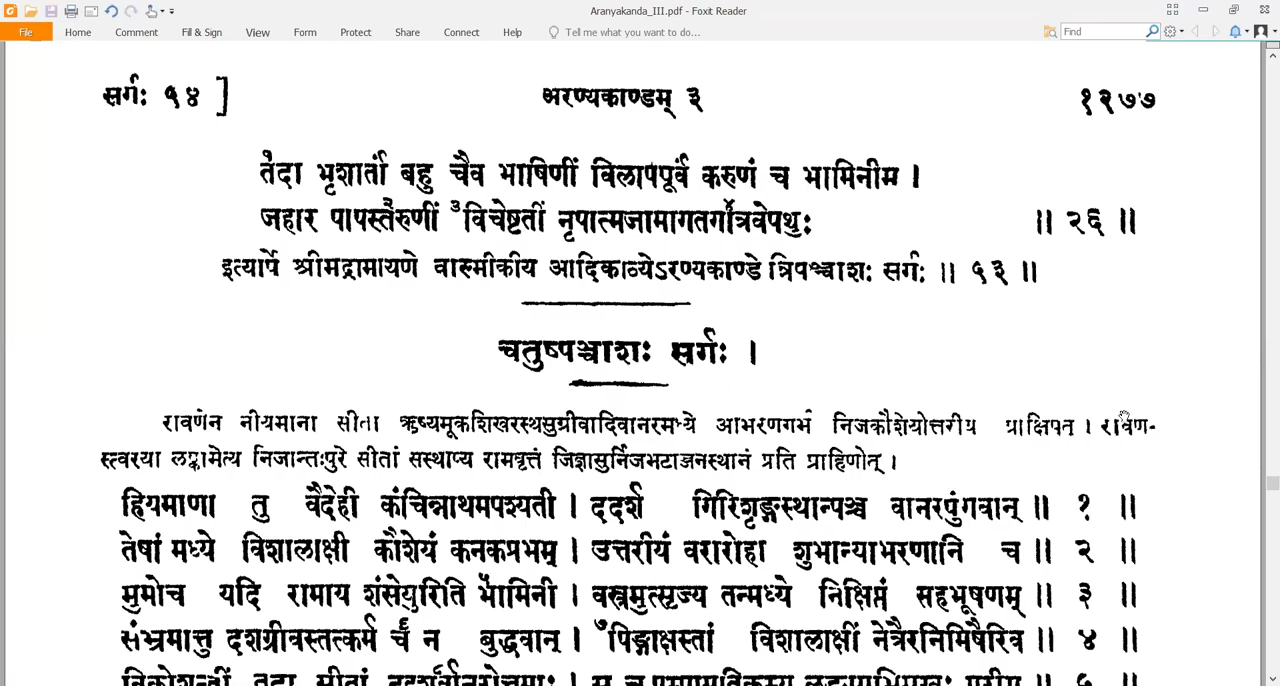 Aranyakanda_III.pdf - Foxit Reader
File Home Comment Fill & Sign View Form Protect Share Connect Help Tell me what you want to do... Find
सर्गः ५४ ] अरण्यकाण्डम् ३ १२७७
तदा भृशार्तां बहु चैव भाषिणीं विलापपूर्वं करुणं च भामिनीम ।
जहार पापस्तरुणीं ३विचेष्टतीं नृपात्मजामागतगात्रवेपथुः ॥ २६ ॥
इत्यार्षे श्रीमद्रामायणे वाल्मीकीय आदिकाव्येऽरण्यकाण्डे त्रिपञ्चाशः सर्गः ॥ ५३ ॥
चतुष्पञ्चाशः सर्गः ।
रावणेन नीयमाना सीता ऋष्यमूकशिखरस्थसुग्रीवादिवानरमध्ये आभरणगर्भं निजकौशेयोत्तरीय प्राक्षिपत् ।
स्त्वरया लङ्कामेत्य निजान्तःपुरे सीतां सस्थाप्य रामवृत्तं जिज्ञासुर्निजभटाञ्जनस्थानं प्रति प्राहिणोत् ।
ह्रियमाणा तु वैदेही कंचिन्नाथमपश्यती । ददर्श गिरिशृङ्गस्थान्पञ्च वानरपुंगवान् ॥ १ ॥
तेषां मध्ये विशालाक्षी कौशेयं कनकप्रभम् । उत्तरीयं वरारोहा शुभान्याभरणानि च ॥ २ ॥
मुमोच यदि रामाय शंसेयुरिति भामिनी । वस्त्रमुत्सृज्य तन्मध्ये निक्षिप्तं सहभूषणम् ॥ ३ ॥
संभ्रमात्तु दशग्रीवस्तत्कर्म च न बुद्धवान् । पिङ्गाक्षस्तां विशालाक्षीं नेत्रैरनिमिषैरिव ॥ ४ ॥